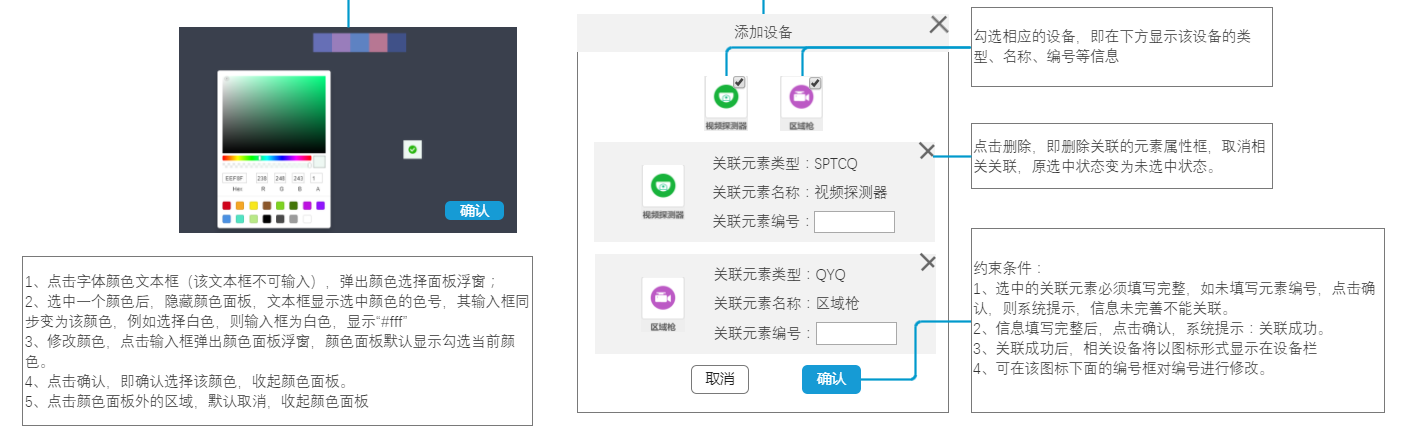 EEF8F
238
248
243
1
Hex
R
G
B
A
确认
1、点击字体颜色文本框（该文本框不可输入），弹出颜色选择面板浮窗；
2、选中一个颜色后，隐藏颜色面板，文本框显示选中颜色的色号，其输入框同
步变为该颜色，例如选择白色，则输入框为白色，显示“#fff”
3、修改颜色，点击输入框弹出颜色面板浮窗，颜色面板默认显示勾选当前颜
色。
4、点击确认，即确认选择该颜色，收起颜色面板。
5、点击颜色面板外的区域，默认取消，收起颜色面板
添加设备
视频探测器
区域枪
关联元素类型：SPTCQ
关联元素名称：视频探测器
关联元素编号：
视频探测器
关联元素类型：QYQ
关联元素名称：区域枪
关联元素编号：
区域枪
取消
确认
勾选相应的设备，即在下方显示该设备的类
型、名称、编号等信息
点击删除，即删除关联的元素属性框，取消相
关关联，原选中状态变为未选中状态。
约束条件：
1、选中的关联元素必须填写完整，如未填写元素编号，点击确
认，则系统提示，信息未完善不能关联。
2、信息填写完整后，点击确认，系统提示：关联成功。
3、关联成功后，相关设备将以图标形式显示在设备栏
4、可在该图标下面的编号框对编号进行修改。